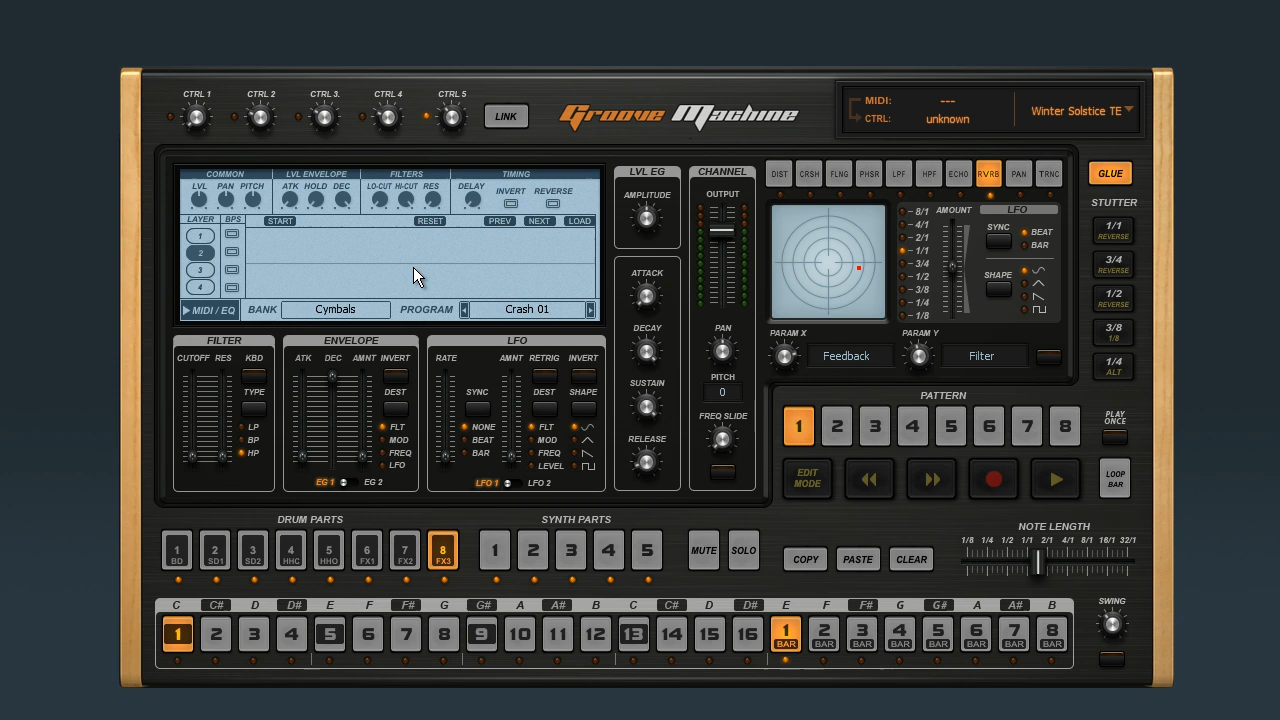 CTRL 1 CTRL 2 CTRL 3. CTRL 4 CTRL 5
LINK
Groove Machine
MIDI: ---
CTRL: unknown
Winter Solstice TE
COMMON LVL ENVELOPE FILTERS TIMING
LVL PAN PITCH ATK HOLD DEC LO-CUT HI-CUT RES DELAY INVERT REVERSE
LAYER BPS START RESET PREV NEXT LOAD
1
2
3
4
MIDI / EQ BANK Cymbals PROGRAM Crash 01
LVL EG
AMPLITUDE
ATTACK
DECAY
SUSTAIN
RELEASE
CHANNEL
OUTPUT
PAN
PITCH
0
FREQ SLIDE
DIST CRSH FLNG PHSR LPF HPF ECHO RVRB PAN TRNC
8/1
4/1
2/1
1/1
3/4
1/2
3/8
1/4
1/8
AMOUNT
LFO
SYNC BEAT
BAR
SHAPE
PARAM X Feedback
PARAM Y Filter
GLUE
STUTTER
1/1
REVERSE
3/4
REVERSE
1/2
REVERSE
3/8
1/8
1/4
ALT
FILTER
CUTOFF RES KBD
TYPE
LP
BP
HP
ENVELOPE
ATK DEC AMNT INVERT
DEST
FLT
MOD
FREQ
LFO
EG 1 EG 2
LFO
RATE AMNT RETRIG INVERT
SYNC DEST SHAPE
NONE FLT
BEAT MOD
BAR FREQ
LEVEL
LFO 1 LFO 2
PATTERN
1 2 3 4 5 6 7 8
PLAY
ONCE
EDIT
MODE
LOOP
BAR
DRUM PARTS
1 2 3 4 5 6 7 8
BD SD1 SD2 HHC HHO FX1 FX2 FX3
SYNTH PARTS
1 2 3 4 5
MUTE SOLO
COPY PASTE CLEAR
NOTE LENGTH
1/8 1/4 1/2 1/1 2/1 4/1 8/1 16/1 32/1
C C# D D# E F F# G G# A A# B C C# D D# E F F# G G# A A# B
1 2 3 4 5 6 7 8 9 10 11 12 13 14 15 16 1 2 3 4 5 6 7 8
BAR BAR BAR BAR BAR BAR BAR BAR
SWING